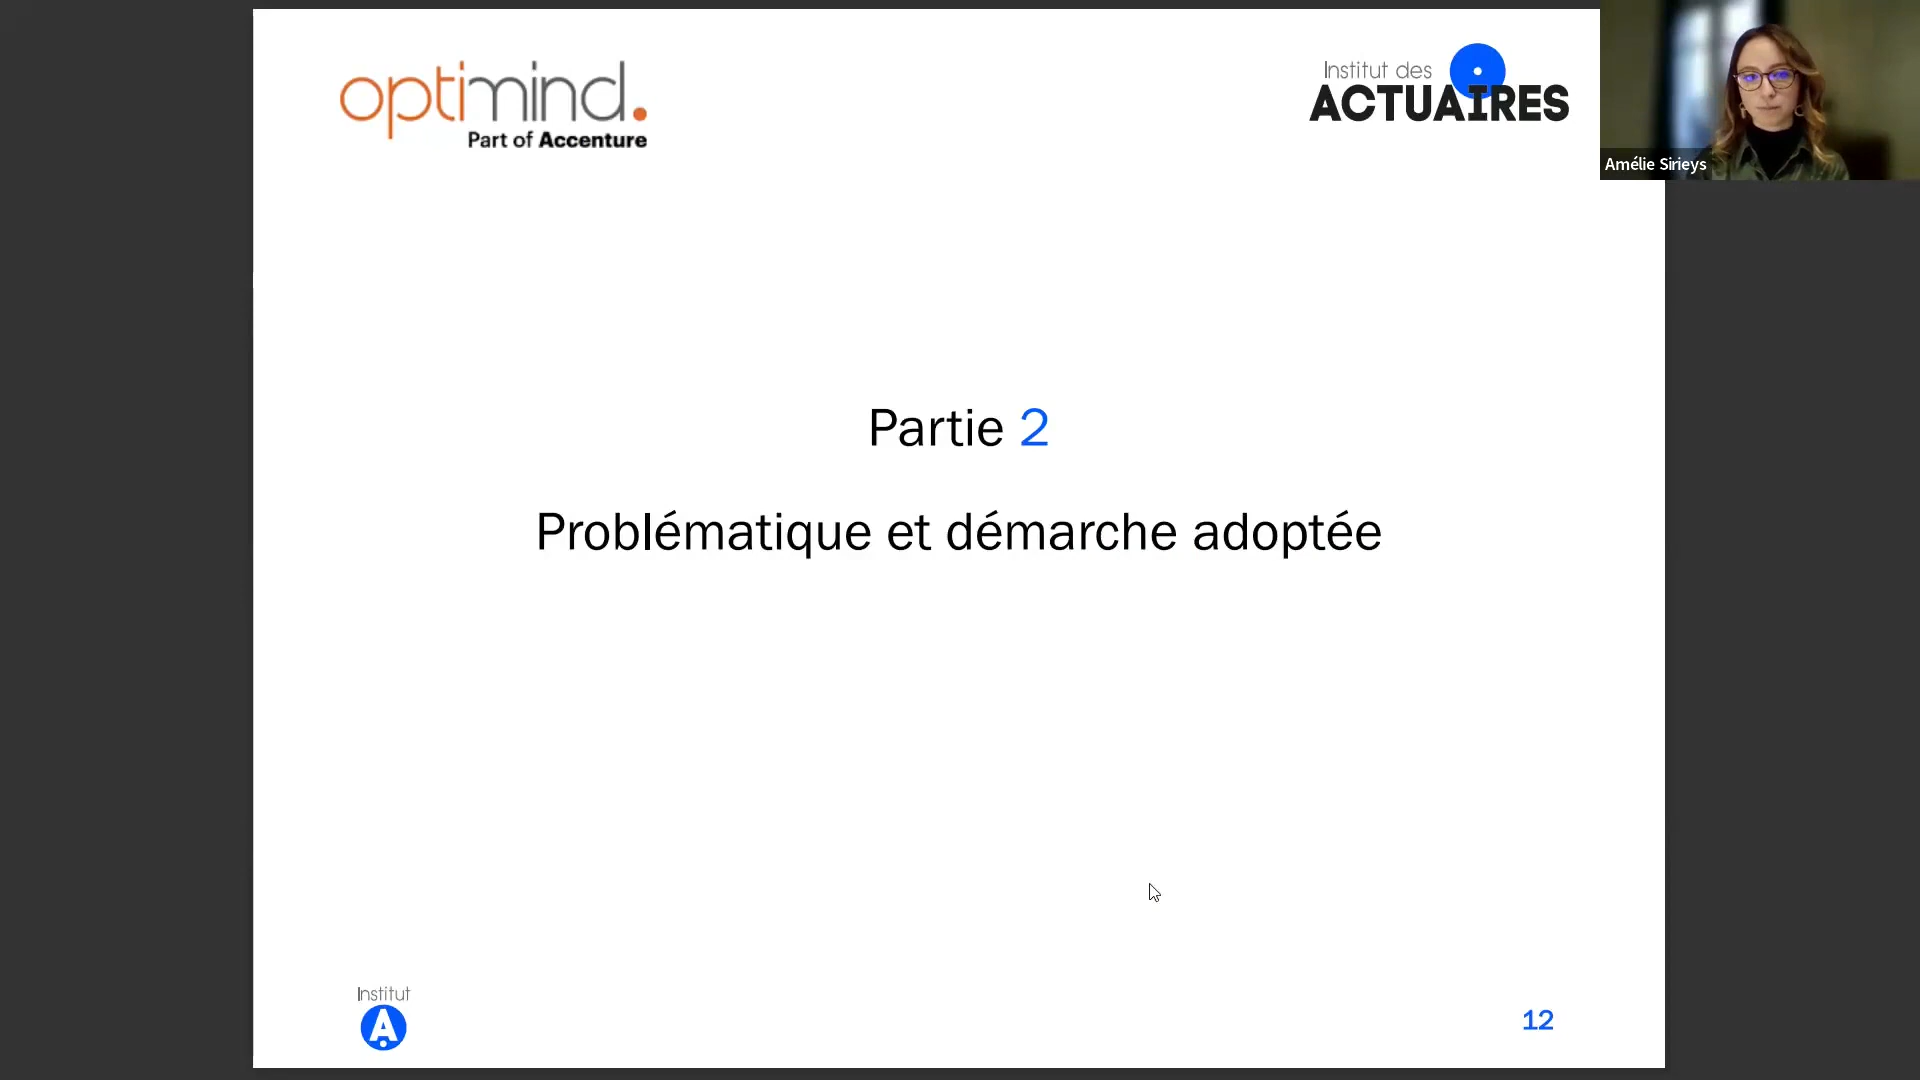 optimind.
Part of Accenture
Institut des
ACTUAIRES
Amélie Sirieys
Partie 2
Problématique et démarche adoptée
Institut
A
12